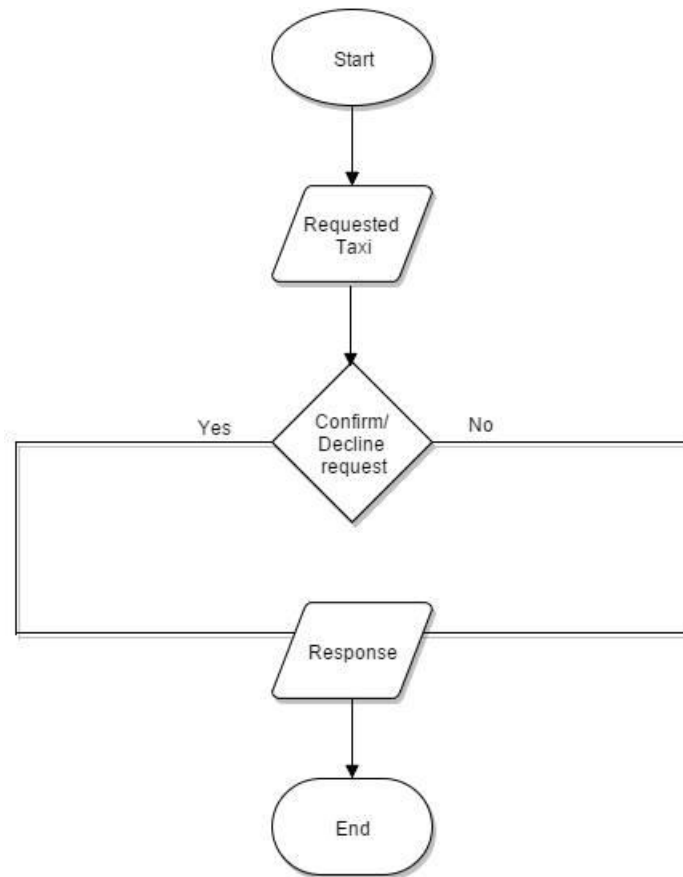 Start
Requested
Taxi
Yes
Confirm/
Decline
request
No
Response
End